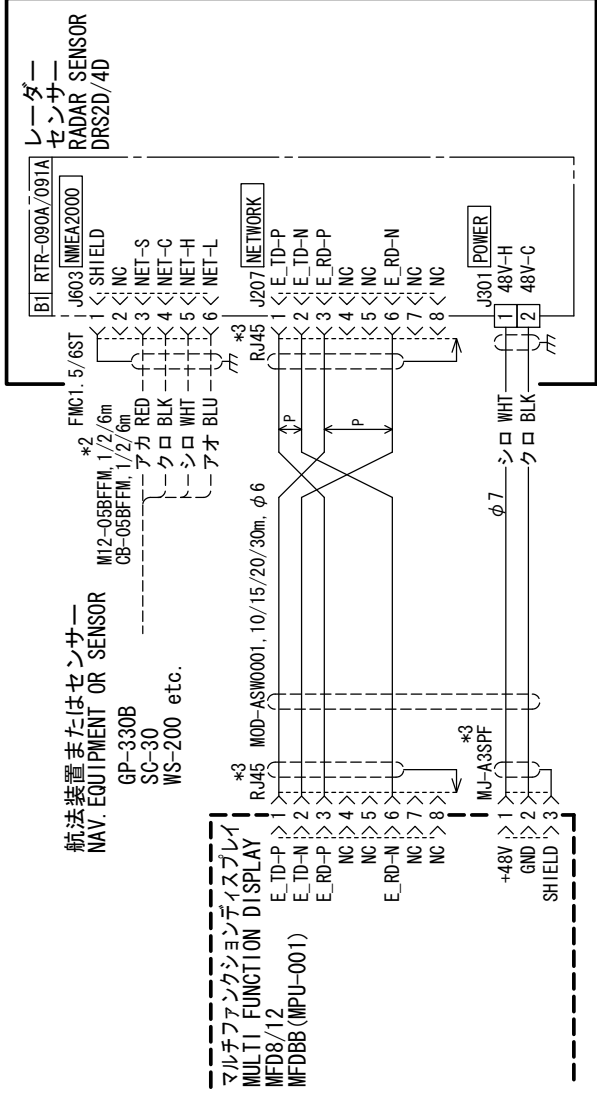 レーダー
センサー
RADAR SENSOR
DRS2D/4D
B1 RTR-090A/091A
J603 NMEA2000
1 SHIELD
2 NC
3 NET-S
4 NET-C
5 NET-H
6 NET-L
FMC1.5/6ST
*2
M12-05BFFM,1/2/6m
CB-05BFFM,1/2/6m
アカ RED
クロ BLK
シロ WHT
アオ BLU
航法装置またはセンサー
NAV. EQUIPMENT OR SENSOR
GP-330B
SC-30
WS-200 etc.
J207 NETWORK
1 E_TD-P
2 E_TD-N
3 E_RD-P
4 NC
5 NC
6 E_RD-N
7 NC
8 NC
*3
RJ45
P
P
MOD-ASW0001,10/15/20/30m,φ6
*3
RJ45
マルチファンクションディスプレイ
MULTI FUNCTION DISPLAY
MFD8/12
MFDBB(MPU-001)
E_TD-P 1
E_TD-N 2
E_RD-P 3
NC 4
NC 5
E_RD-N 6
NC 7
NC 8
J301 POWER
1 48V-H
2 48V-C
シロ WHT
クロ BLK
φ7
*3
MJ-A3SPF
+48V 1
GND 2
SHIELD 3